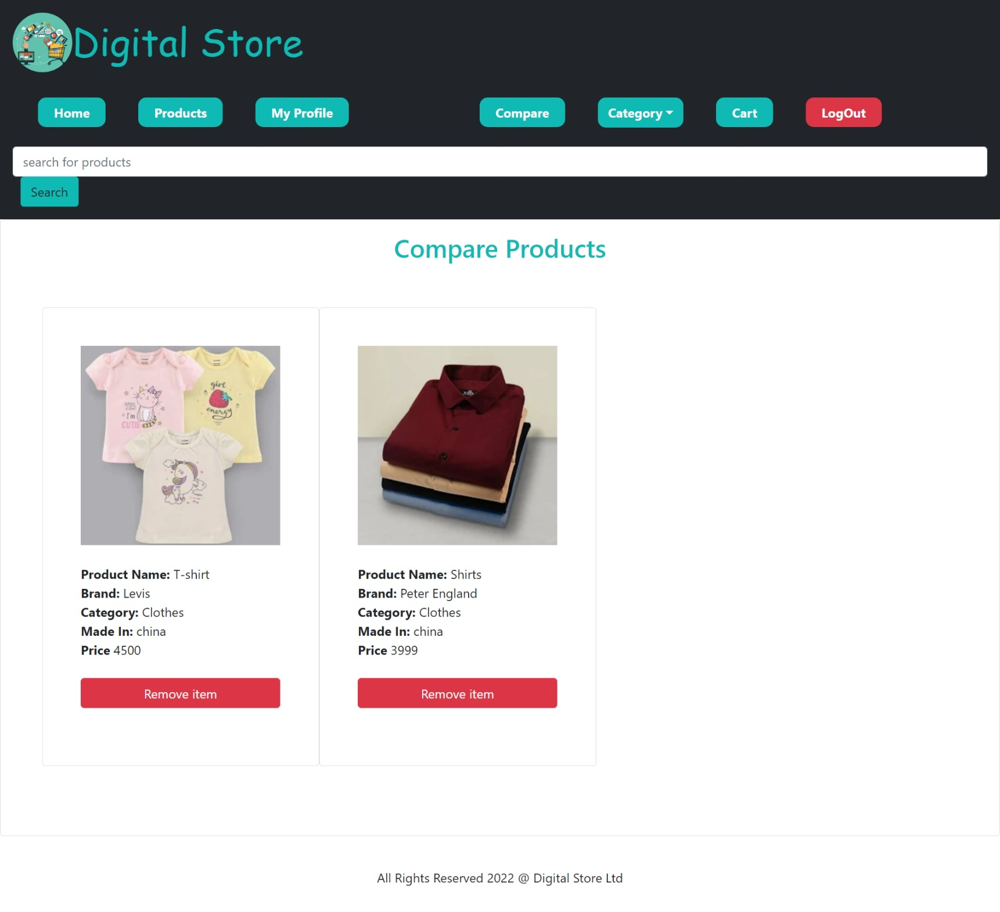 Digital Store
Home Products My Profile Compare Category Cart LogOut
search for products
Search
Compare Products
YES
I'm
CUTIE
girl
energy
Product Name: T-shirt
Brand: Levis
Category: Clothes
Made In: china
Price 4500
Remove item
Product Name: Shirts
Brand: Peter England
Category: Clothes
Made In: china
Price 3999
Remove item
All Rights Reserved 2022 @ Digital Store Ltd